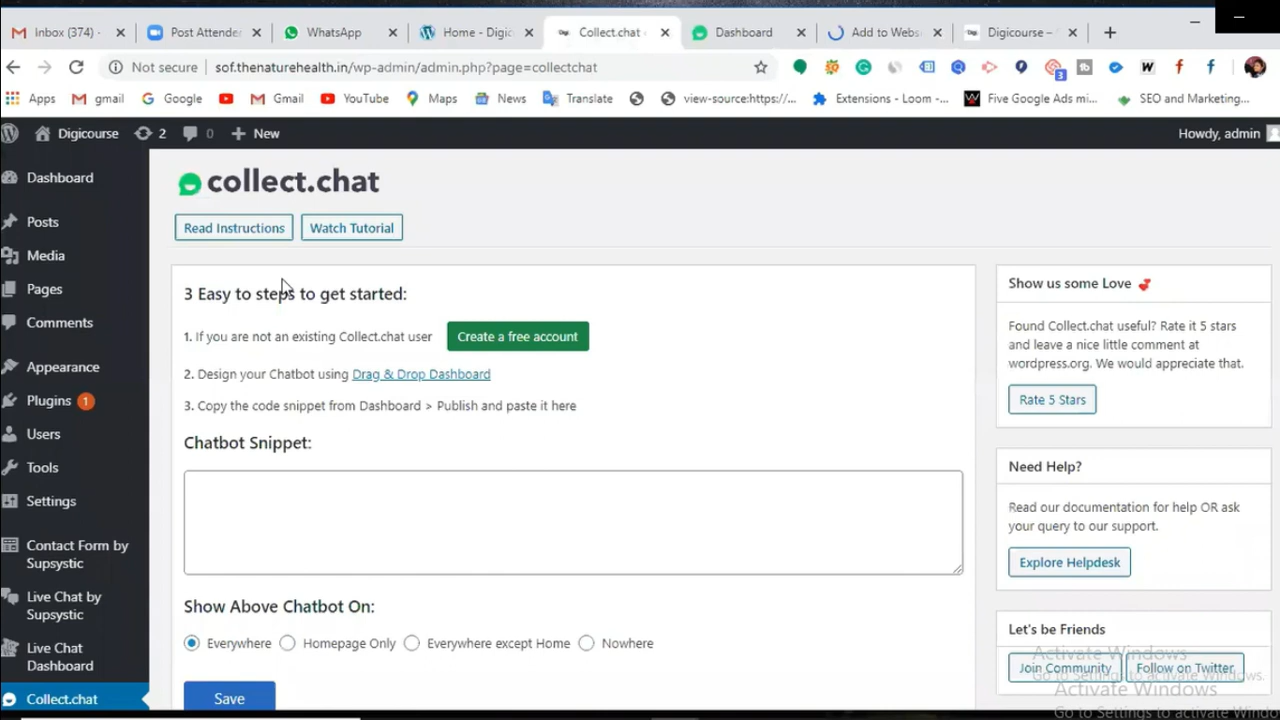 Inbox (374) -
Post Attender
WhatsApp
Home - Digic
Collect.chat
Dashboard
Add to Webs
Digicourse –
Not secure
sof.thenaturehealth.in/wp-admin/admin.php?page=collectchat
3
Apps
gmail
Google
Gmail
YouTube
Maps
News
Translate
view-source:https://...
Extensions - Loom -...
Five Google Ads mi...
SEO and Marketing...
Digicourse
2
0
New
Howdy, admin
Dashboard
Posts
Media
Pages
Comments
Appearance
Plugins 1
Users
Tools
Settings
Contact Form by
Supsystic
Live Chat by
Supsystic
Live Chat
Dashboard
Collect.chat
collect.chat
Read Instructions
Watch Tutorial
3 Easy to steps to get started:
1. If you are not an existing Collect.chat user
Create a free account
2. Design your Chatbot using Drag & Drop Dashboard
3. Copy the code snippet from Dashboard > Publish and paste it here
Chatbot Snippet:
Show Above Chatbot On:
Everywhere
Homepage Only
Everywhere except Home
Nowhere
Save
Show us some Love
Found Collect.chat useful? Rate it 5 stars
and leave a nice little comment at
wordpress.org. We would appreciate that.
Rate 5 Stars
Need Help?
Read our documentation for help OR ask
your query to our support.
Explore Helpdesk
Let's be Friends
Join Community
Follow on Twitter
Activate Windows
Go to Settings to activate Windows.
Activate Windows
Go to Settings to activate Windo